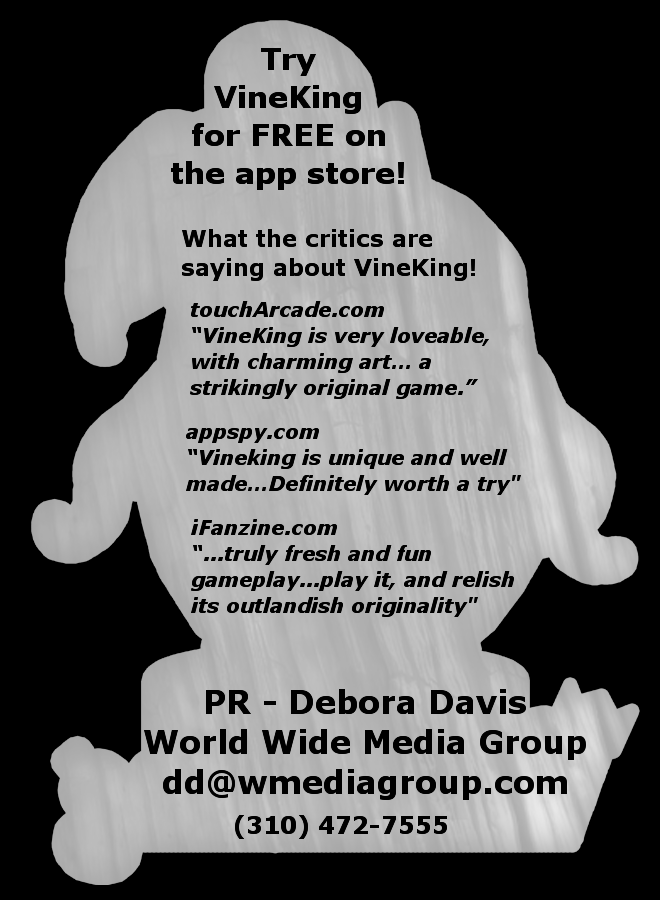 Try
VineKing
for FREE on
the app store!
What the critics are
saying about VineKing!
touchArcade.com
“VineKing is very loveable,
with charming art... a
strikingly original game.”
appspy.com
“Vineking is unique and well
made...Definitely worth a try"
iFanzine.com
“...truly fresh and fun
gameplay...play it, and relish
its outlandish originality"
PR - Debora Davis
World Wide Media Group
dd@wmediagroup.com
(310) 472-7555